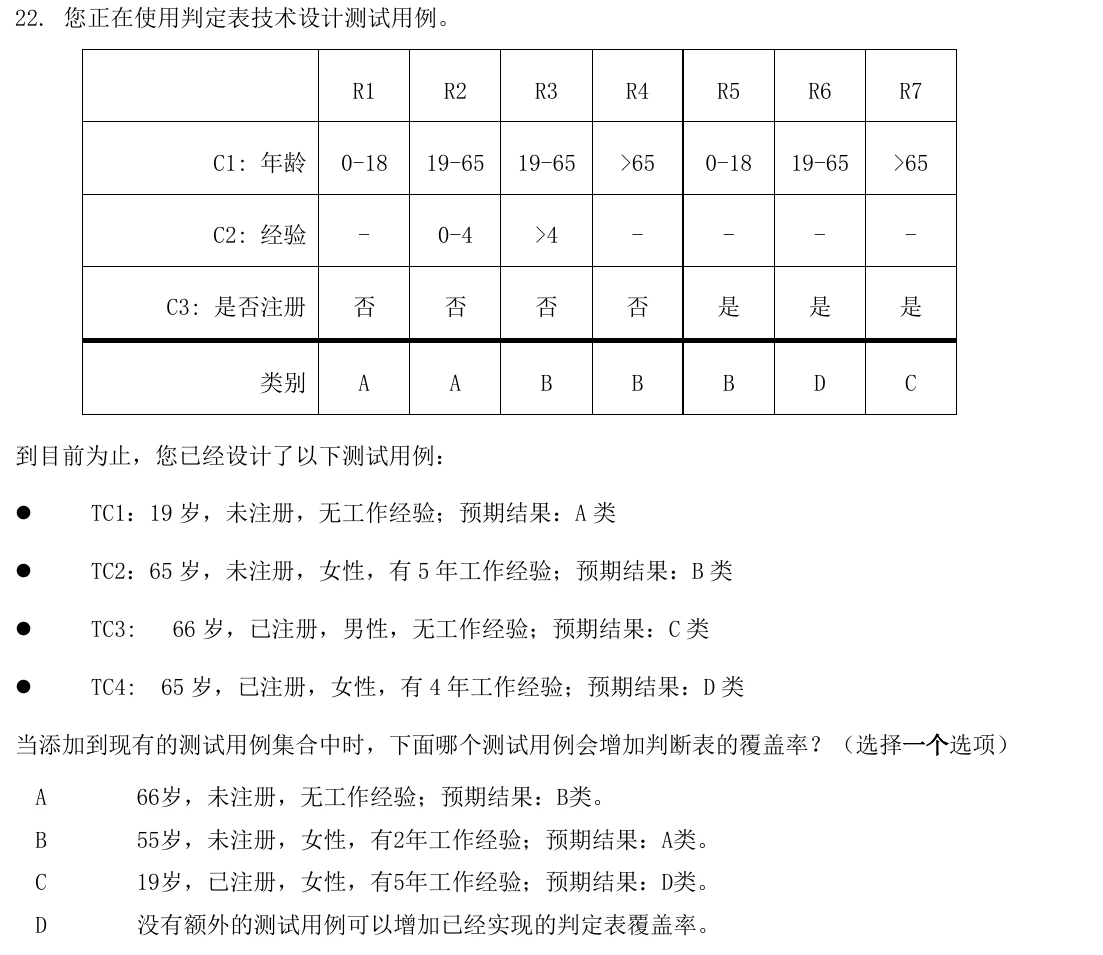 22. 您正在使用判定表技术设计测试用例。
R1 R2 R3 R4 R5 R6 R7
C1: 年龄 0-18 19-65 19-65 >65 0-18 19-65 >65
C2: 经验 - 0-4 >4 - - - -
C3: 是否注册 否 否 否 否 是 是 是
类别 A A B B B D C
到目前为止，您已经设计了以下测试用例：
● TC1：19 岁，未注册，无工作经验；预期结果：A 类
● TC2：65 岁，未注册，女性，有 5 年工作经验；预期结果：B 类
● TC3： 66 岁，已注册，男性，无工作经验；预期结果：C 类
● TC4： 65 岁，已注册，女性，有 4 年工作经验；预期结果：D 类
当添加到现有的测试用例集合中时，下面哪个测试用例会增加判断表的覆盖率？（选择一个选项）
A 66岁，未注册，无工作经验；预期结果：B类。
B 55岁，未注册，女性，有2年工作经验；预期结果：A类。
C 19岁，已注册，女性，有5年工作经验；预期结果：D类。
D 没有额外的测试用例可以增加已经实现的判定表覆盖率。